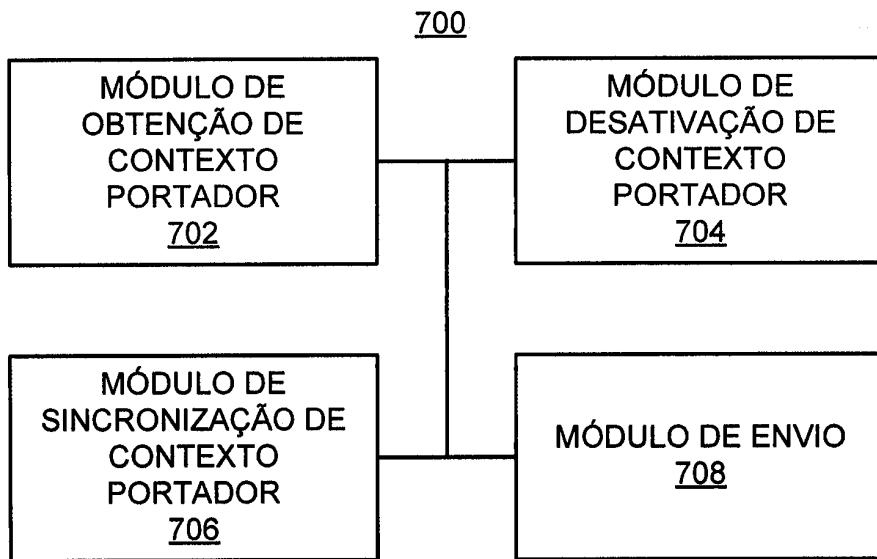 700
MÓDULO DE
OBTENÇÃO DE
CONTEXTO
PORTADOR
702
MÓDULO DE
DESATIVAÇÃO DE
CONTEXTO
PORTADOR
704
MÓDULO DE
SINCRONIZAÇÃO DE
CONTEXTO
PORTADOR
706
MÓDULO DE ENVIO
708